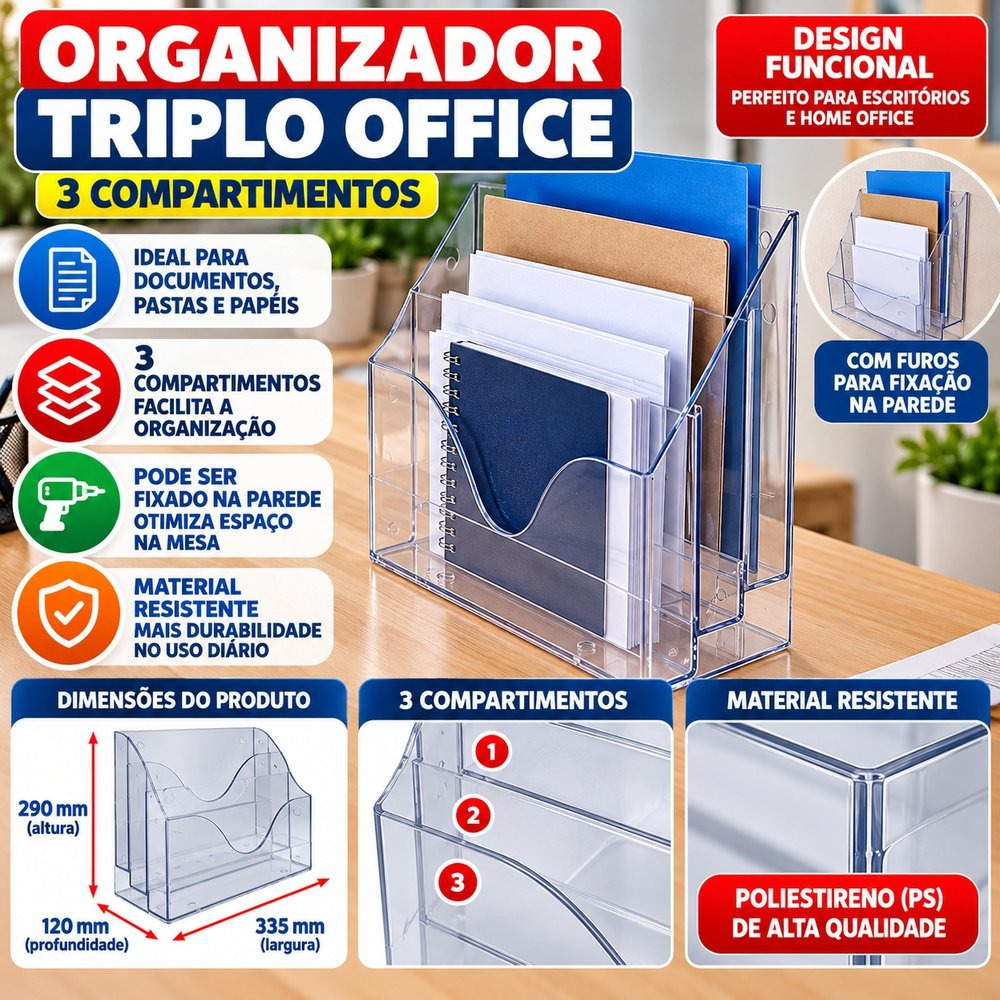 ORGANIZADOR
TRIPLO OFFICE
3 COMPARTIMENTOS
DESIGN
FUNCIONAL
PERFEITO PARA ESCRITÓRIOS
E HOME OFFICE
IDEAL PARA
DOCUMENTOS,
PASTAS E PAPÉIS
3
COMPARTIMENTOS
FACILITA A
ORGANIZAÇÃO
PODE SER
FIXADO NA PAREDE
OTIMIZA ESPAÇO
NA MESA
MATERIAL
RESISTENTE
MAIS DURABILIDADE
NO USO DIÁRIO
COM FUROS
PARA FIXAÇÃO
NA PAREDE
DIMENSÕES DO PRODUTO
290 mm
(altura)
120 mm
(profundidade)
335 mm
(largura)
3 COMPARTIMENTOS
1
2
3
MATERIAL RESISTENTE
POLIESTIRENO (PS)
DE ALTA QUALIDADE